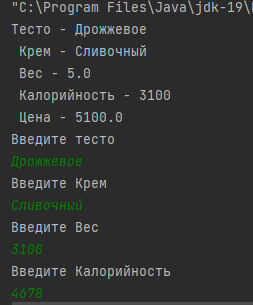 "C:\Program Files\Java\jdk-19\
Тесто - Дрожжевое
Крем - Сливочный
Вес - 5.0
Калорийность - 3100
Цена - 5100.0
Введите тесто
Дрожжевое
Введите Крем
Сливочный
Введите Вес
3100
Введите Калорийность
4678